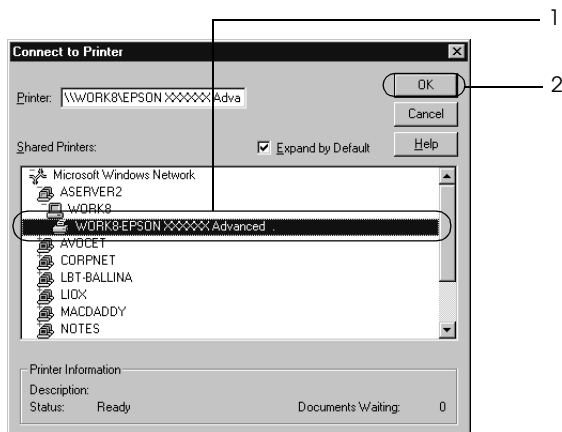 1
Connect to Printer
Printer: \\WORK8\EPSON XXXXXX Adva
OK
2
Cancel
Shared Printers:
Expand by Default
Help
Microsoft Windows Network
ASERVER2
WORK8
WORK8-EPSON XXXXXX Advanced .
AVOCET
CORPNET
LBT-BALLINA
LIOX
MACDADDY
NOTES
Printer Information
Description:
Status: Ready Documents Waiting: 0